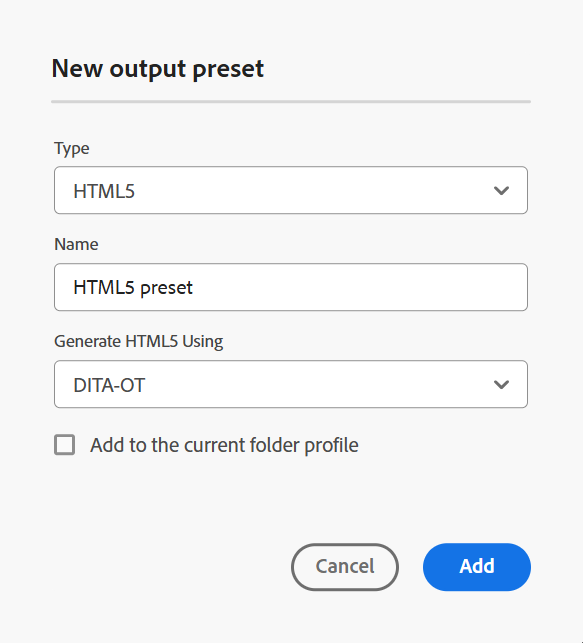 New output preset
Type
HTML5
Name
HTML5 preset
Generate HTML5 Using
DITA-OT
Add to the current folder profile
Cancel
Add